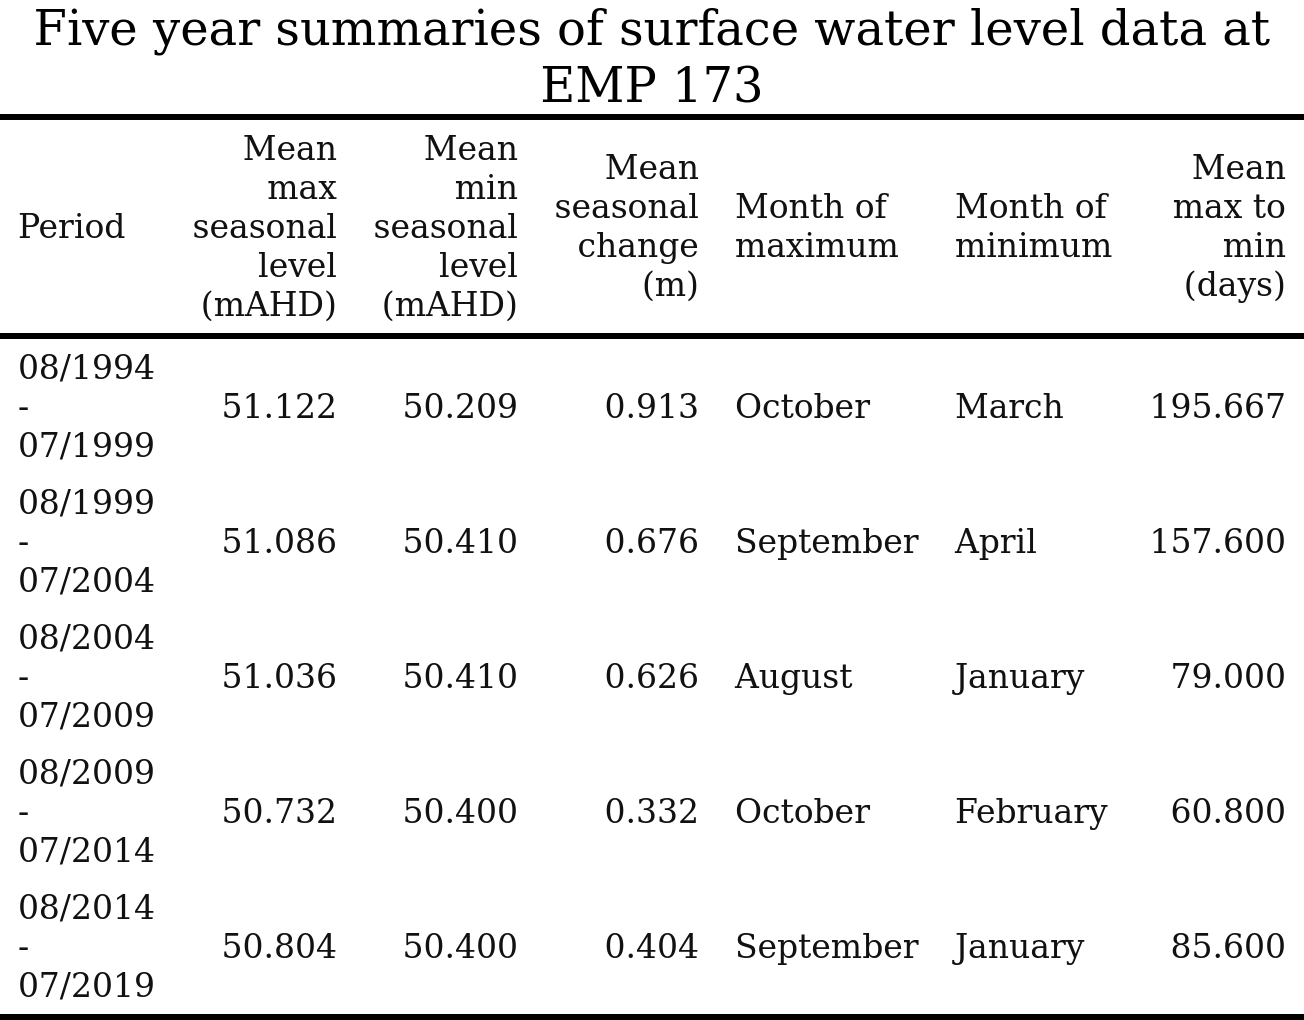 Five year summaries of surface water level data at
EMP 173
Period
Mean
max
seasonal
level
(mAHD)
Mean
min
seasonal
level
(mAHD)
Mean
seasonal
change
(m)
Month of
maximum
Month of
minimum
Mean
max to
min
(days)
08/1994
-
07/1999
51.122
50.209
0.913
October
March
195.667
08/1999
-
07/2004
51.086
50.410
0.676
September
April
157.600
08/2004
-
07/2009
51.036
50.410
0.626
August
January
79.000
08/2009
-
07/2014
50.732
50.400
0.332
October
February
60.800
08/2014
-
07/2019
50.804
50.400
0.404
September
January
85.600